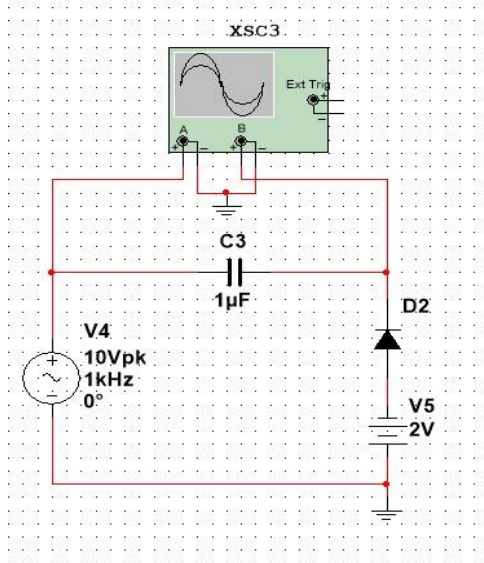 XSC3
Ext Trig
+
−
A
B
+
−
+
−
C3
1µF
D2
V4
+
10Vpk
1kHz
0°
−
V5
2V